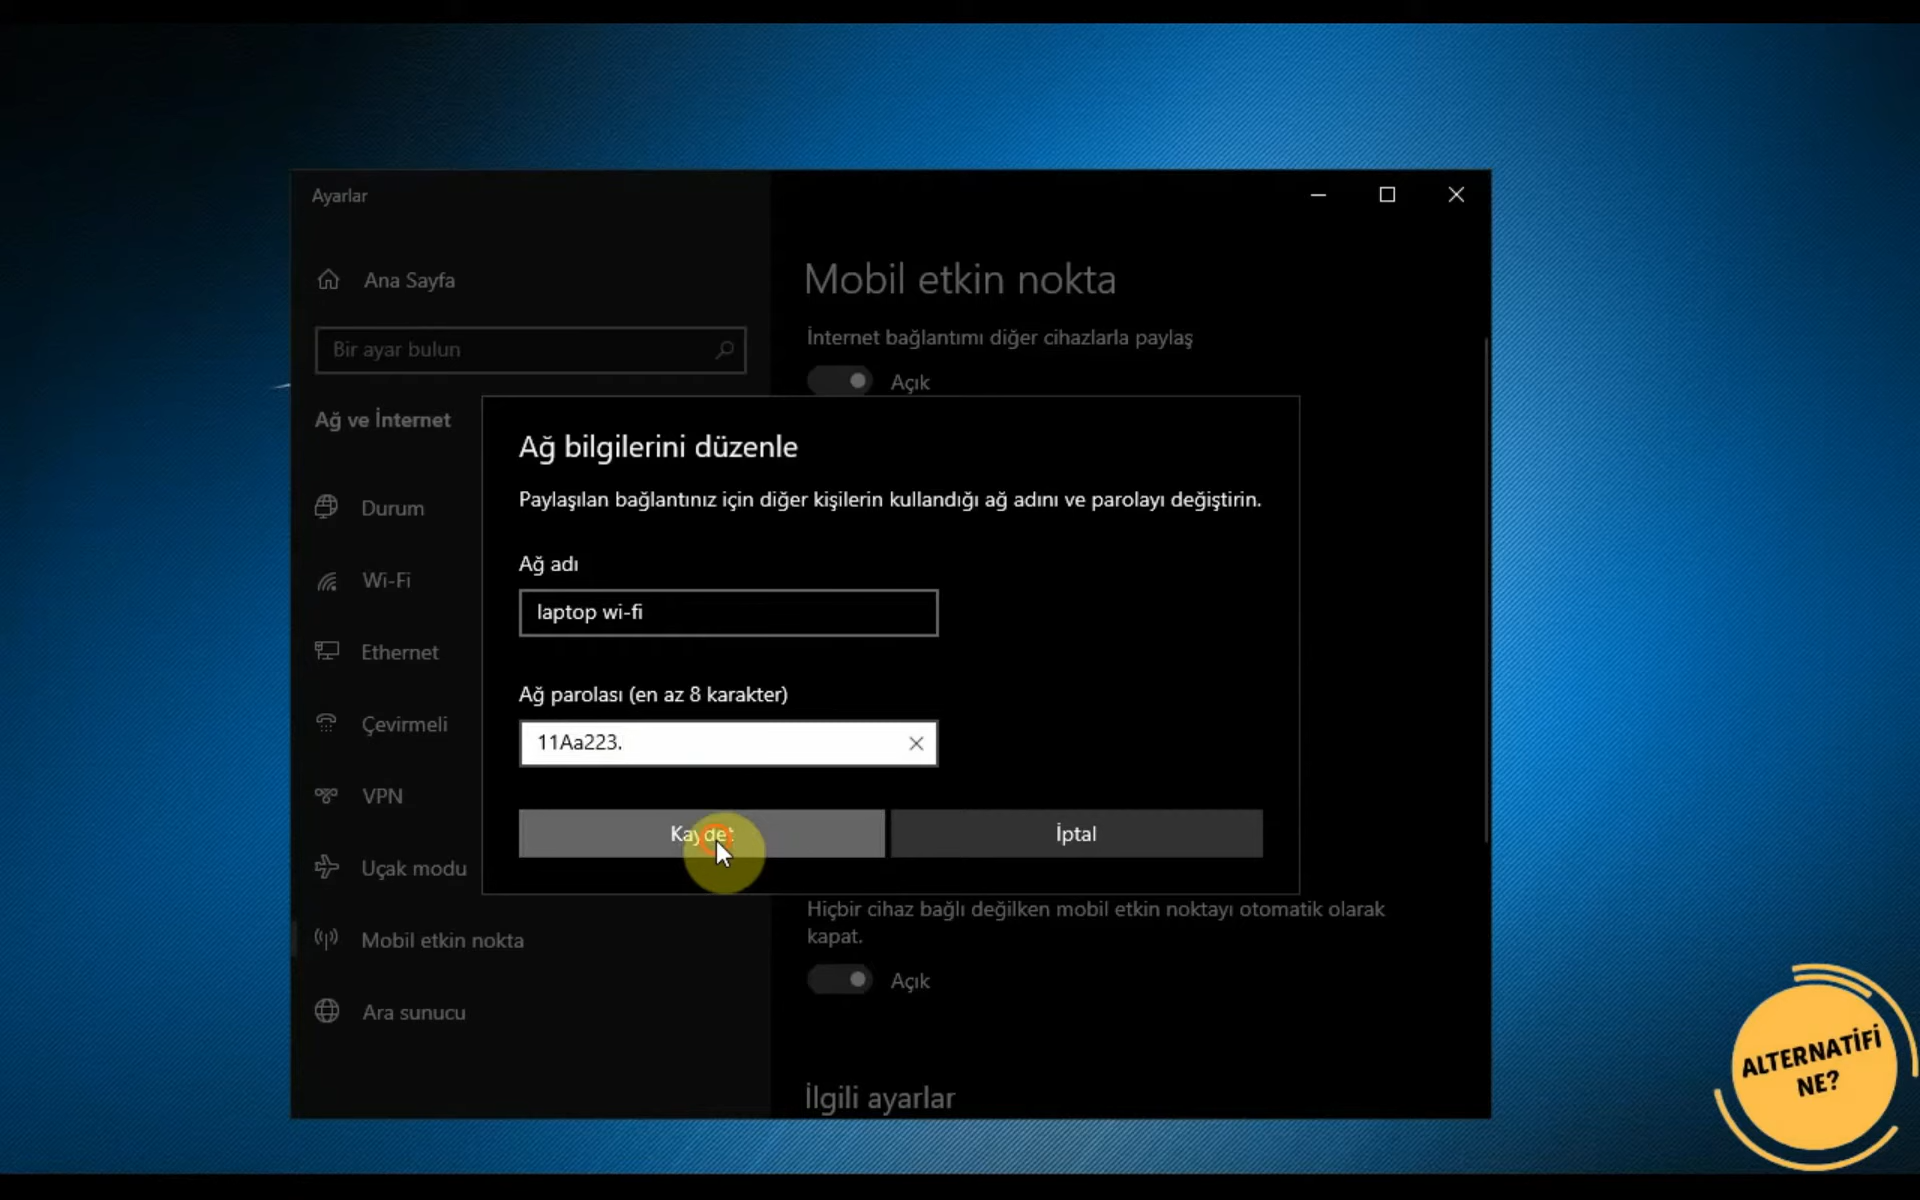 Ayarlar
Ana Sayfa
Bir ayar bulun
Ağ ve İnternet
Durum
Wi-Fi
Ethernet
Çevirmeli
VPN
Uçak modu
Mobil etkin nokta
Ara sunucu
Mobil etkin nokta
İnternet bağlantımı diğer cihazlarla paylaş
Açık
Ağ bilgilerini düzenle
Paylaşılan bağlantınız için diğer kişilerin kullandığı ağ adını ve parolayı değiştirin.
Ağ adı
laptop wi-fi
Ağ parolası (en az 8 karakter)
11Aa223.
Kaydet
İptal
Hiçbir cihaz bağlı değilken mobil etkin noktayı otomatik olarak
kapat.
Açık
İlgili ayarlar
ALTERNATİFİ
NE?